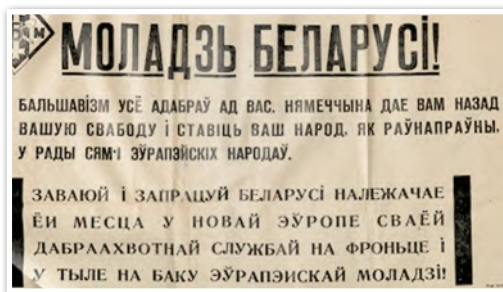 МОЛАДЗЬ БЕЛАРУСІ!
БАЛЬШАВІЗМ УСЁ АДАБРАЎ АД ВАС. НЯМЕЧЧЫНА ДАЕ ВАМ НАЗАД
ВАШУЮ СВАБОДУ І СТАВІЦЬ ВАШ НАРОД, ЯК РАЎНАПРАЎНЫ,
У РАДЫ СЯМ'І ЭЎРАПЭЙСКІХ НАРОДАЎ.
ЗАВАЮЙ І ЗАПРАЦУЙ БЕЛАРУСІ НАЛЕЖАЧАЕ
ЁЙ МЕСЦА У НОВАЙ ЭЎРОПЕ СВАЁЙ
ДАБРААХВОТНАЙ СЛУЖБАЙ НА ФРОНЬЦЕ І
У ТЫЛЕ НА БАКУ ЭЎРАПЭЙСКАЙ МОЛАДЗІ!